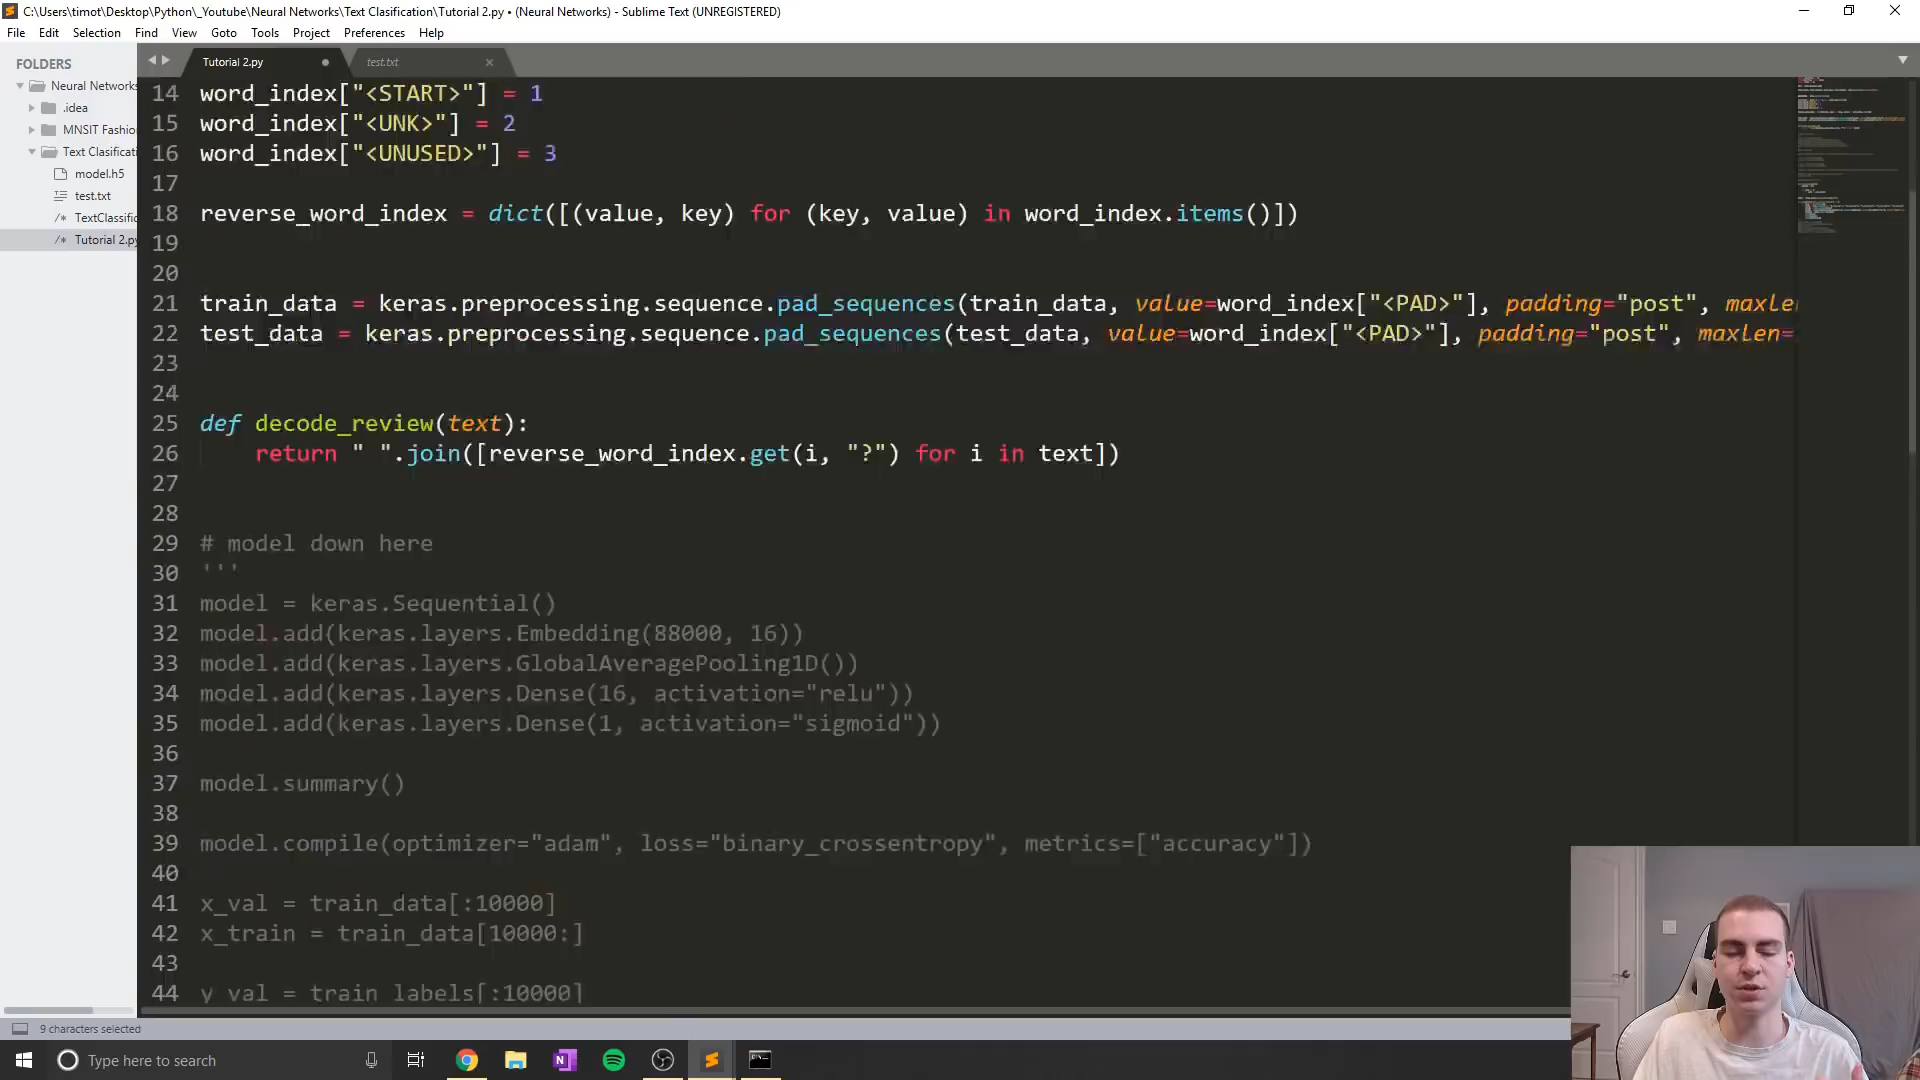 C:\Users\timot\Desktop\Python\_Youtube\Neural Networks\Text Clasification\Tutorial 2.py • (Neural Networks) - Sublime Text (UNREGISTERED)
File Edit Selection Find View Goto Tools Project Preferences Help
FOLDERS
Neural Networks
.idea
MNSIT Fashio
Text Clasificati
model.h5
test.txt
/* TextClassific
/* Tutorial 2.py
Tutorial 2.py
test.txt
14 word_index["<START>"] = 1
15 word_index["<UNK>"] = 2
16 word_index["<UNUSED>"] = 3
17
18 reverse_word_index = dict([(value, key) for (key, value) in word_index.items()])
19
20
21 train_data = keras.preprocessing.sequence.pad_sequences(train_data, value=word_index["<PAD>"], padding="post", maxlen
22 test_data = keras.preprocessing.sequence.pad_sequences(test_data, value=word_index["<PAD>"], padding="post", maxlen=
23
24
25 def decode_review(text):
26 return " ".join([reverse_word_index.get(i, "?") for i in text])
27
28
29 # model down here
30 '''
31 model = keras.Sequential()
32 model.add(keras.layers.Embedding(88000, 16))
33 model.add(keras.layers.GlobalAveragePooling1D())
34 model.add(keras.layers.Dense(16, activation="relu"))
35 model.add(keras.layers.Dense(1, activation="sigmoid"))
36
37 model.summary()
38
39 model.compile(optimizer="adam", loss="binary_crossentropy", metrics=["accuracy"])
40
41 x_val = train_data[:10000]
42 x_train = train_data[10000:]
43
44 y_val = train_labels[:10000]
9 characters selected
Type here to search